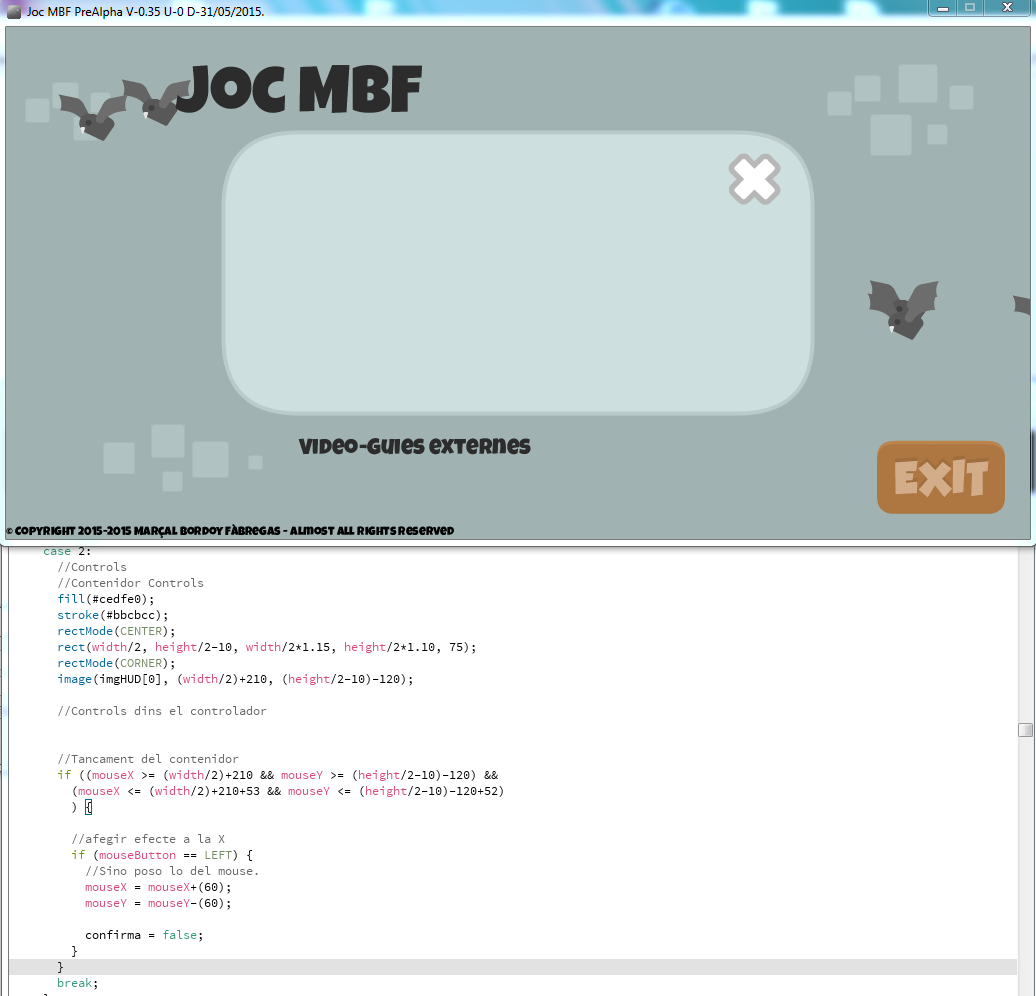 Joc MBF PreAlpha V-0.35 U-0 D-31/05/2015.
JOC MBF
VIDEO-GUIES EXTERNES
EXIT
© COPYRIGHT 2015-2015 MARÇAL BORDOY FÀBREGAS - ALMOST ALL RIGHTS RESERVED
case 2:
//Controls
//Contenidor Controls
fill(#cedfe0);
stroke(#bbcbcc);
rectMode(CENTER);
rect(width/2, height/2-10, width/2*1.15, height/2*1.10, 75);
rectMode(CORNER);
image(imgHUD[0], (width/2)+210, (height/2-10)-120);
//Controls dins el controlador
//Tancament del contenidor
if ((mouseX >= (width/2)+210 && mouseY >= (height/2-10)-120) &&
(mouseX <= (width/2)+210+53 && mouseY <= (height/2-10)-120+52)
) {
//afegir efecte a la X
if (mouseButton == LEFT) {
//Sino poso lo del mouse.
mouseX = mouseX+(60);
mouseY = mouseY-(60);
confirma = false;
}
}
break;